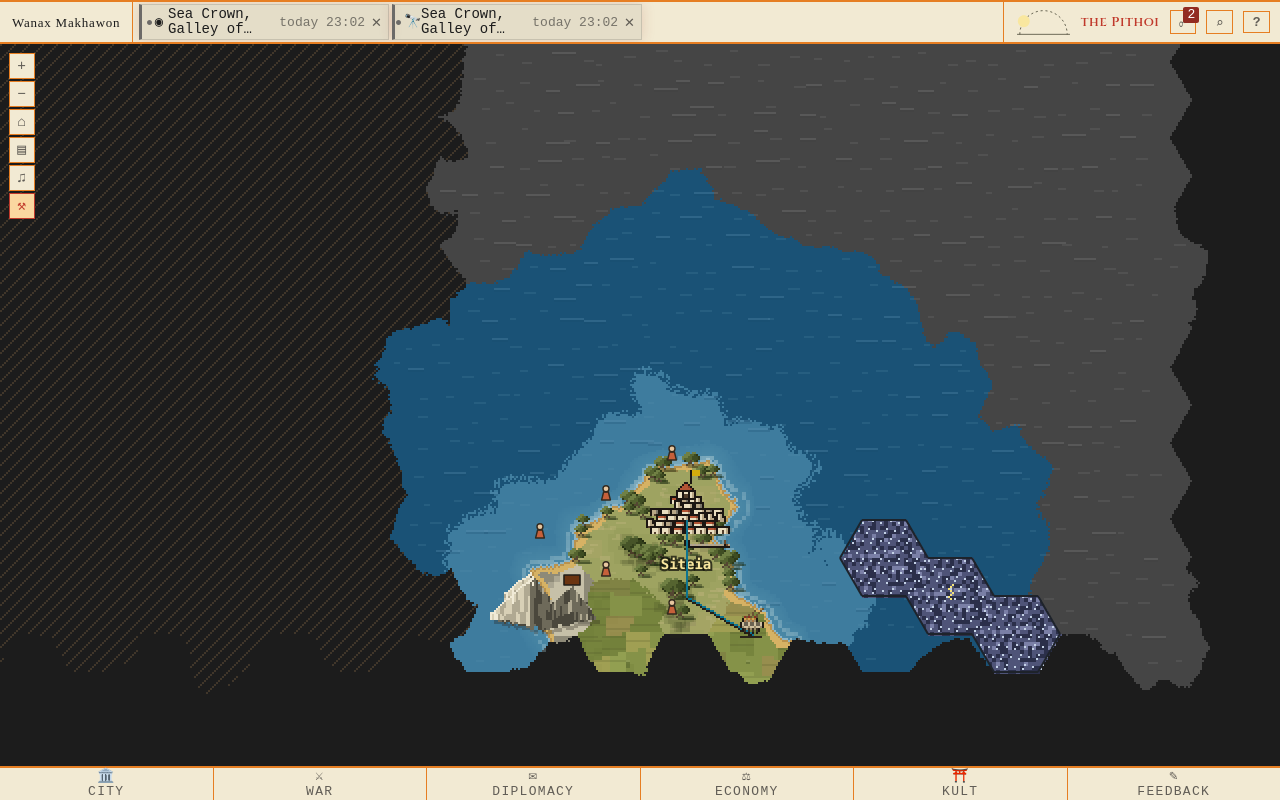 Wanax Makhawon
Sea Crown,
Galley of…
today 23:02 ✕
Sea Crown,
Galley of…
today 23:02 ✕
THE PITHOI
2
?
+
−
Siteia
CITY
WAR
DIPLOMACY
ECONOMY
KULT
FEEDBACK